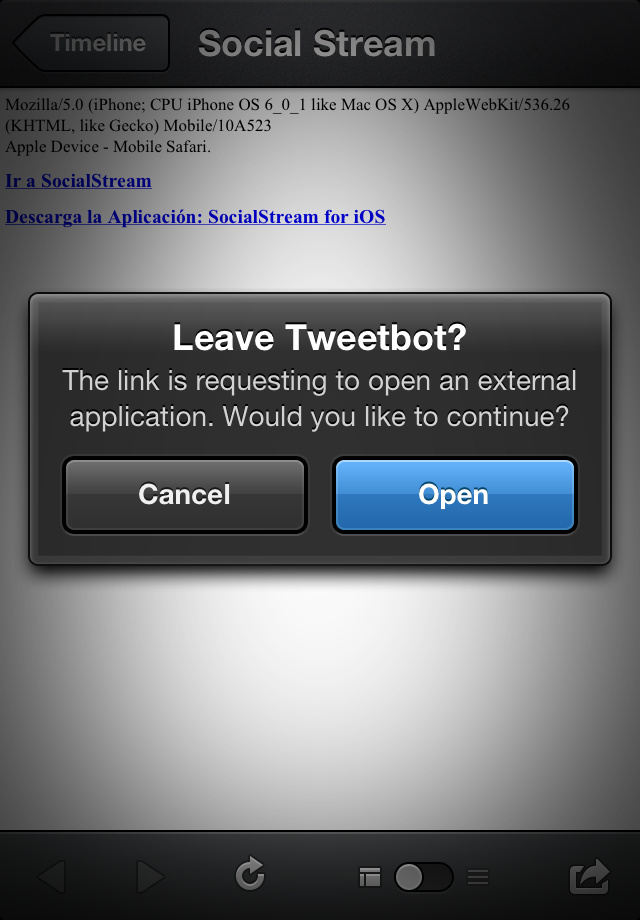 Timeline
Social Stream
Mozilla/5.0 (iPhone; CPU iPhone OS 6_0_1 like Mac OS X) AppleWebKit/536.26
(KHTML, like Gecko) Mobile/10A523
Apple Device - Mobile Safari.
Ir a SocialStream
Descarga la Aplicación: SocialStream for iOS
Leave Tweetbot?
The link is requesting to open an external
application. Would you like to continue?
Cancel
Open